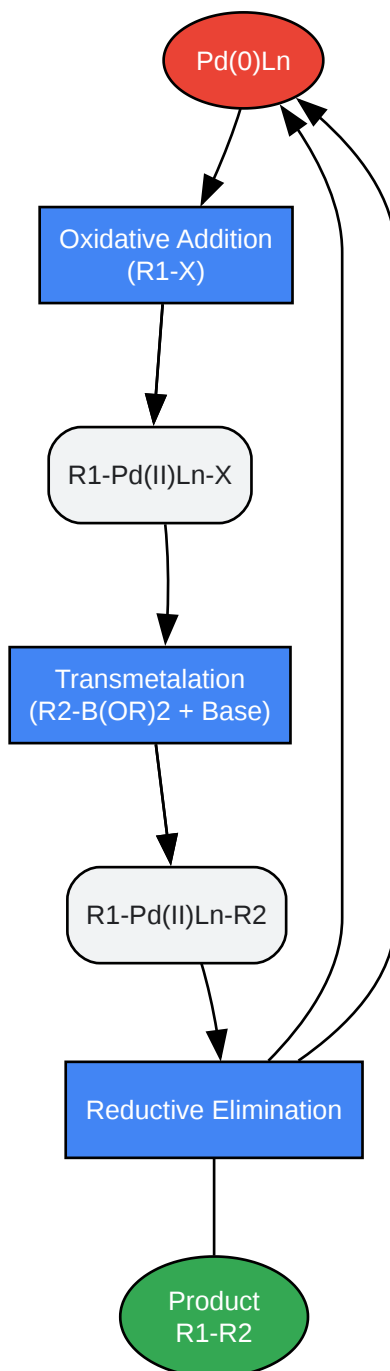 Pd(0)Ln
Oxidative Addition
(R1-X)
R1-Pd(II)Ln-X
Transmetalation
(R2-B(OR)2 + Base)
R1-Pd(II)Ln-R2
Reductive Elimination
Product
R1-R2